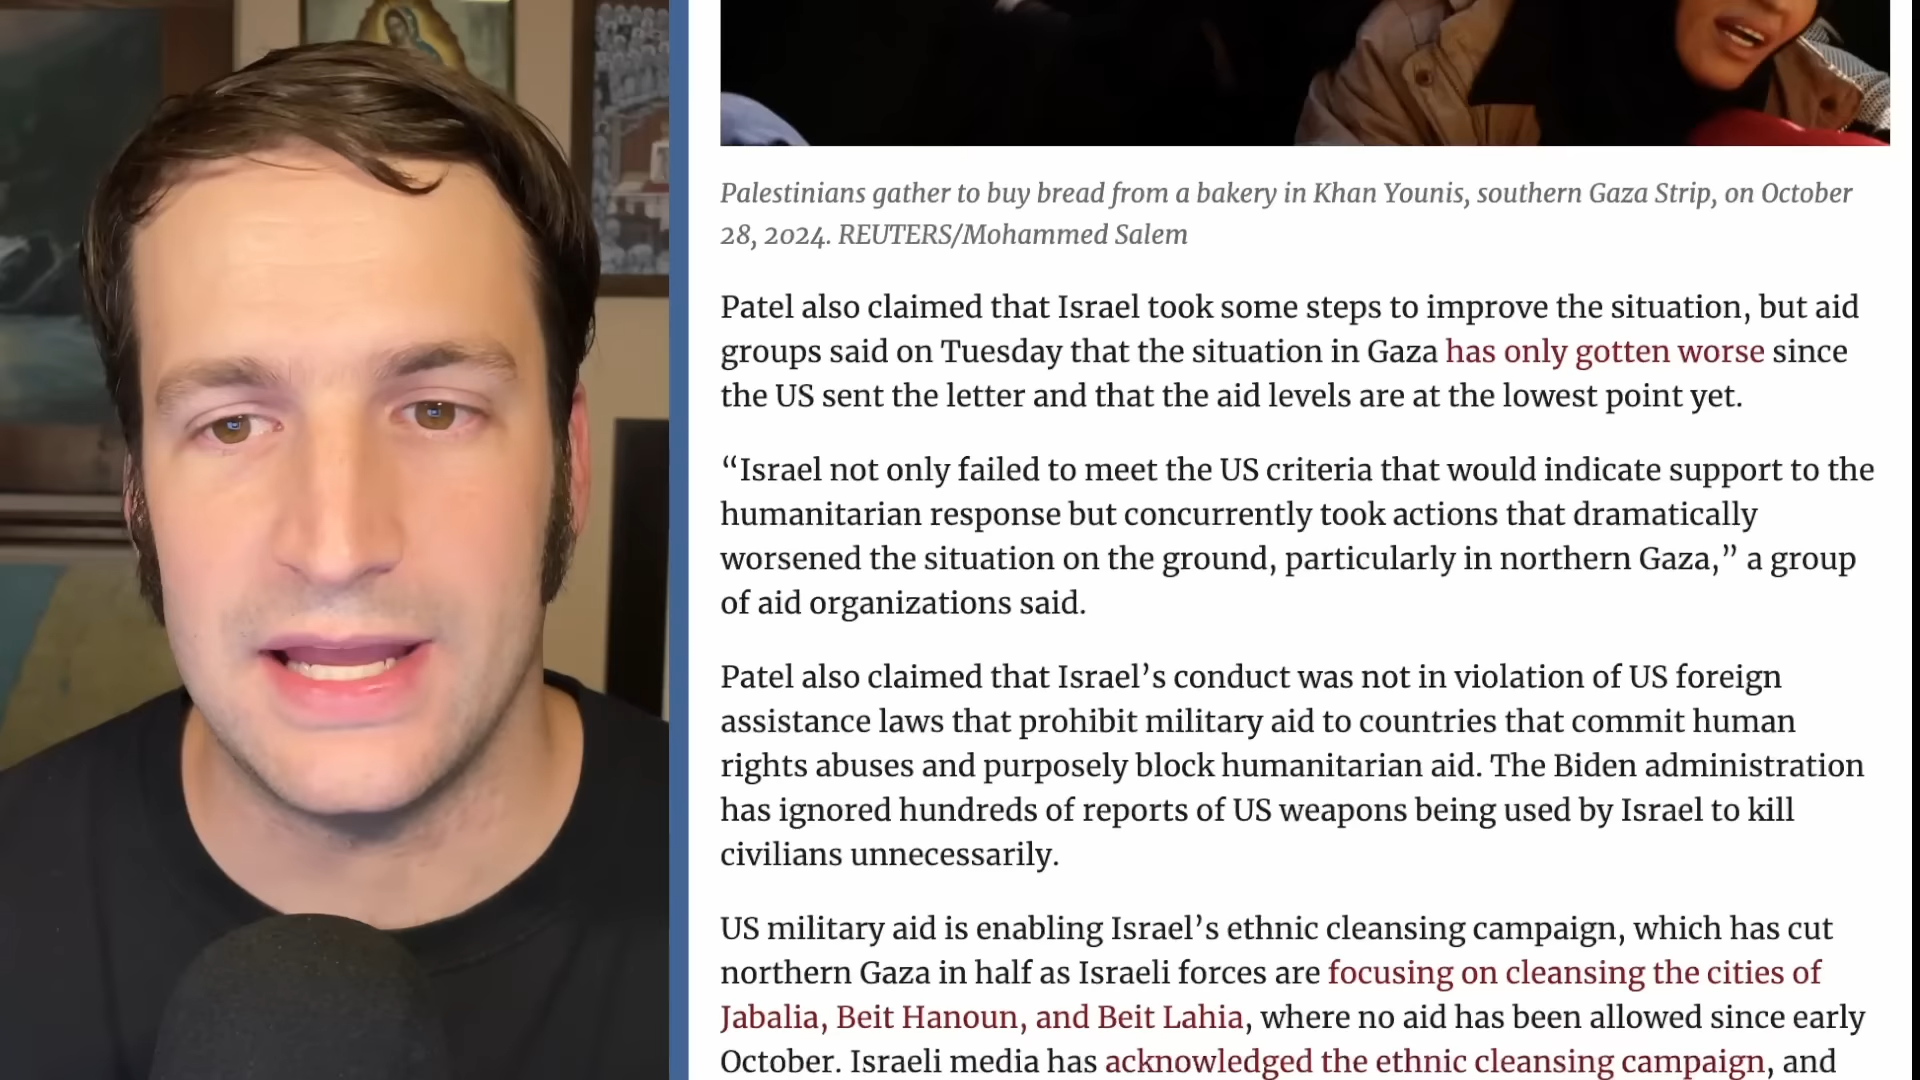 Palestinians gather to buy bread from a bakery in Khan Younis, southern Gaza Strip, on October
28, 2024. REUTERS/Mohammed Salem
Patel also claimed that Israel took some steps to improve the situation, but aid
groups said on Tuesday that the situation in Gaza has only gotten worse since
the US sent the letter and that the aid levels are at the lowest point yet.
“Israel not only failed to meet the US criteria that would indicate support to the
humanitarian response but concurrently took actions that dramatically
worsened the situation on the ground, particularly in northern Gaza,” a group
of aid organizations said.
Patel also claimed that Israel’s conduct was not in violation of US foreign
assistance laws that prohibit military aid to countries that commit human
rights abuses and purposely block humanitarian aid. The Biden administration
has ignored hundreds of reports of US weapons being used by Israel to kill
civilians unnecessarily.
US military aid is enabling Israel’s ethnic cleansing campaign, which has cut
northern Gaza in half as Israeli forces are focusing on cleansing the cities of
Jabalia, Beit Hanoun, and Beit Lahia, where no aid has been allowed since early
October. Israeli media has acknowledged the ethnic cleansing campaign, and